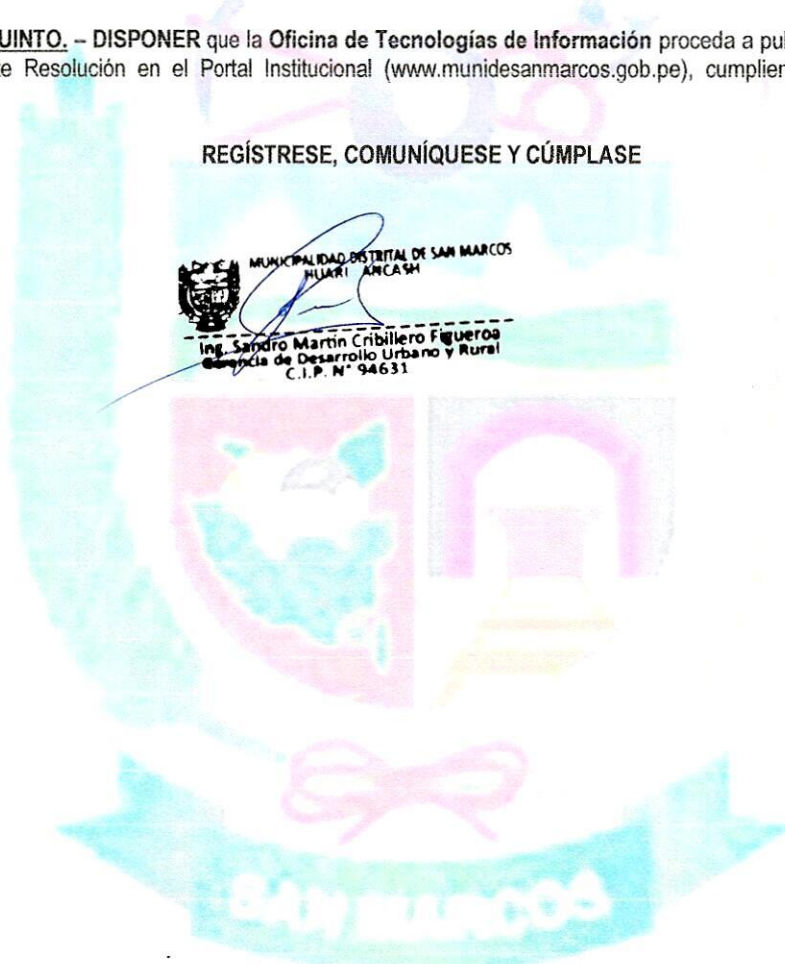 UINTO. – DISPONER que la Oficina de Tecnologías de Información proceda a pul
te Resolución en el Portal Institucional (www.munidesanmarcos.gob.pe), cumplien
REGÍSTRESE, COMUNÍQUESE Y CÚMPLASE
MUNICIPALIDAD DISTRITAL DE SAN MARCOS
HUARI ANCASH
Ing. Sandro Martin Cribillero Figueroa
Gerencia de Desarrollo Urbano y Rural
C.I.P. N° 94631
SAN MARCOS